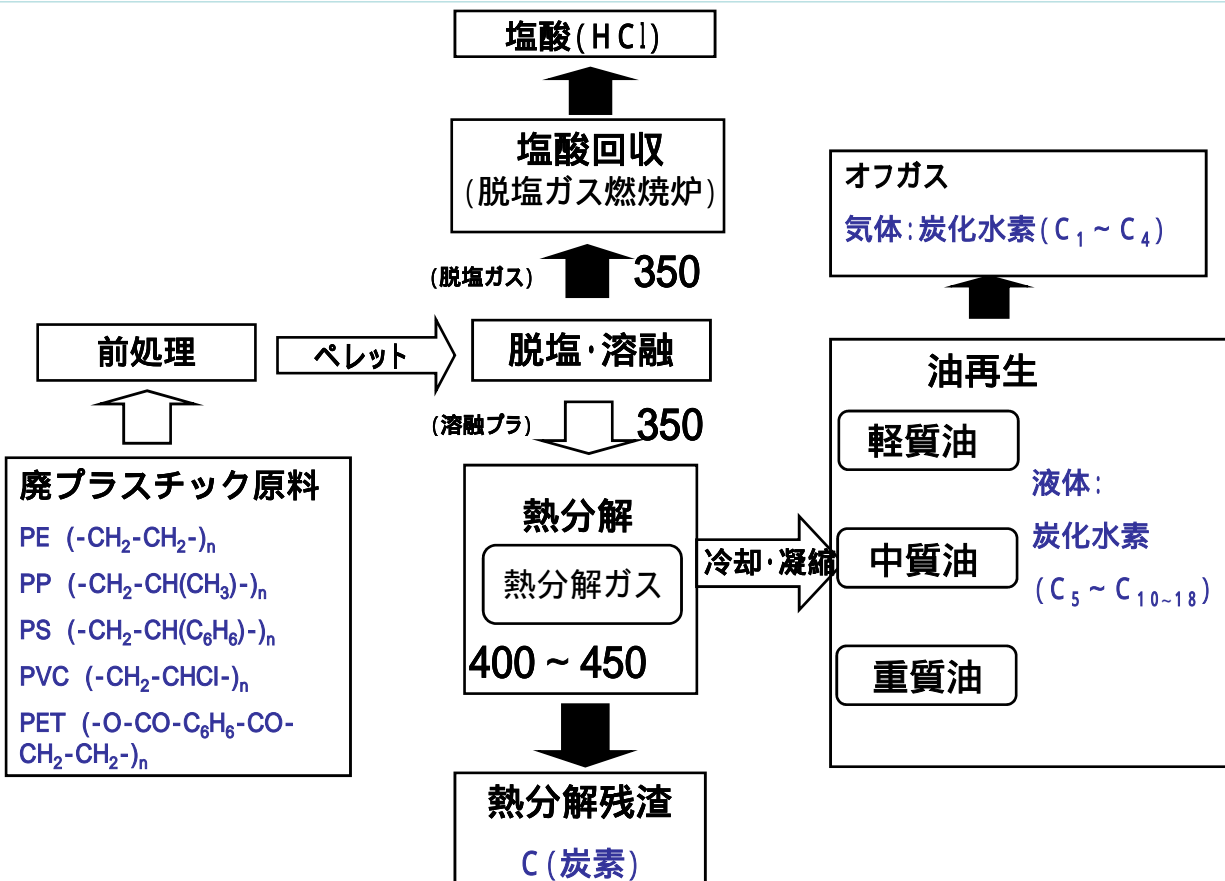 塩酸(HCl)
塩酸回収
(脱塩ガス燃焼炉)
(脱塩ガス) 350
オフガス
気体:炭化水素(C₁~C₄)
前処理
ペレット
脱塩・溶融
(溶融プラ) 350
廃プラスチック原料
PE (-CH₂-CH₂-)ₙ
PP (-CH₂-CH(CH₃)-)ₙ
PS (-CH₂-CH(C₆H₆)-)ₙ
PVC (-CH₂-CHCl-)ₙ
PET (-O-CO-C₆H₆-CO-
CH₂-CH₂-)ₙ
熱分解
熱分解ガス
400 ~ 450
冷却・凝縮
油再生
軽質油
中質油
重質油
液体:
炭化水素
(C₅~C₁₀~₁₈)
熱分解残渣
C(炭素)